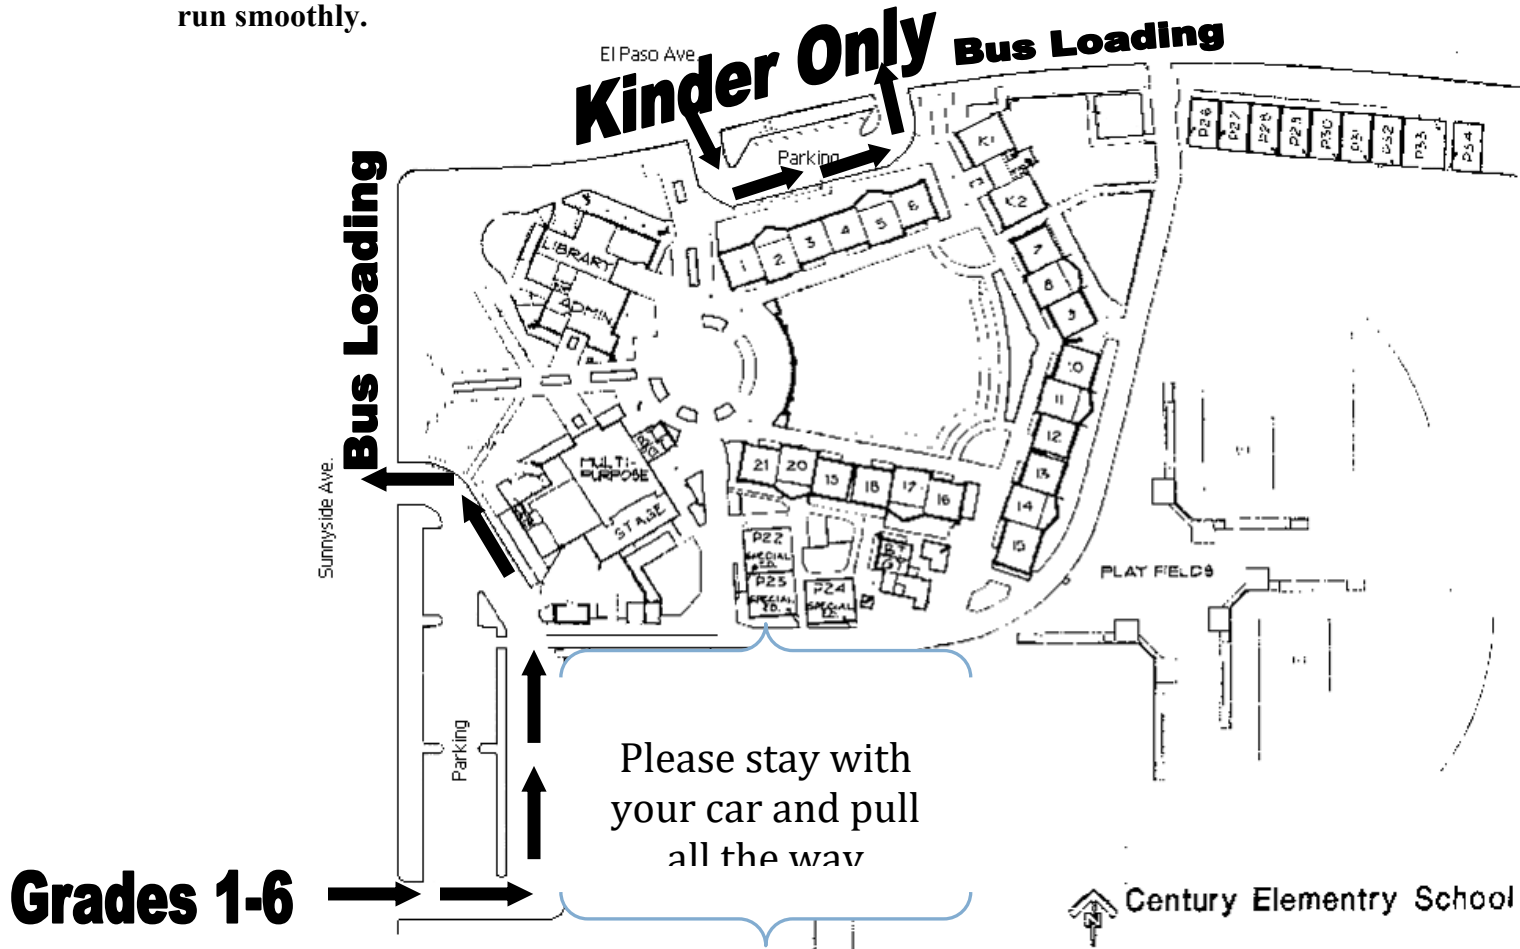 run smoothly.
El Paso Ave.
Kinder Only
Bus Loading
Parking
K1
K2
P26
P27
P28
P29
P30
P31
P32
P33
P34
Bus Loading
LIBRARY
ADMIN
1
2
3
4
5
6
7
8
9
10
11
12
13
14
15
MULTI-
PURPOSE
STAGE
21
20
19
18
17
16
P22
SPECIAL
ED.
P23
SPECIAL
ED.
P24
SPECIAL
ED.
Sunnyside Ave.
PLAY FIELDS
Parking
Please stay with
your car and pull
all the way
Grades 1-6
N
Century Elementry School